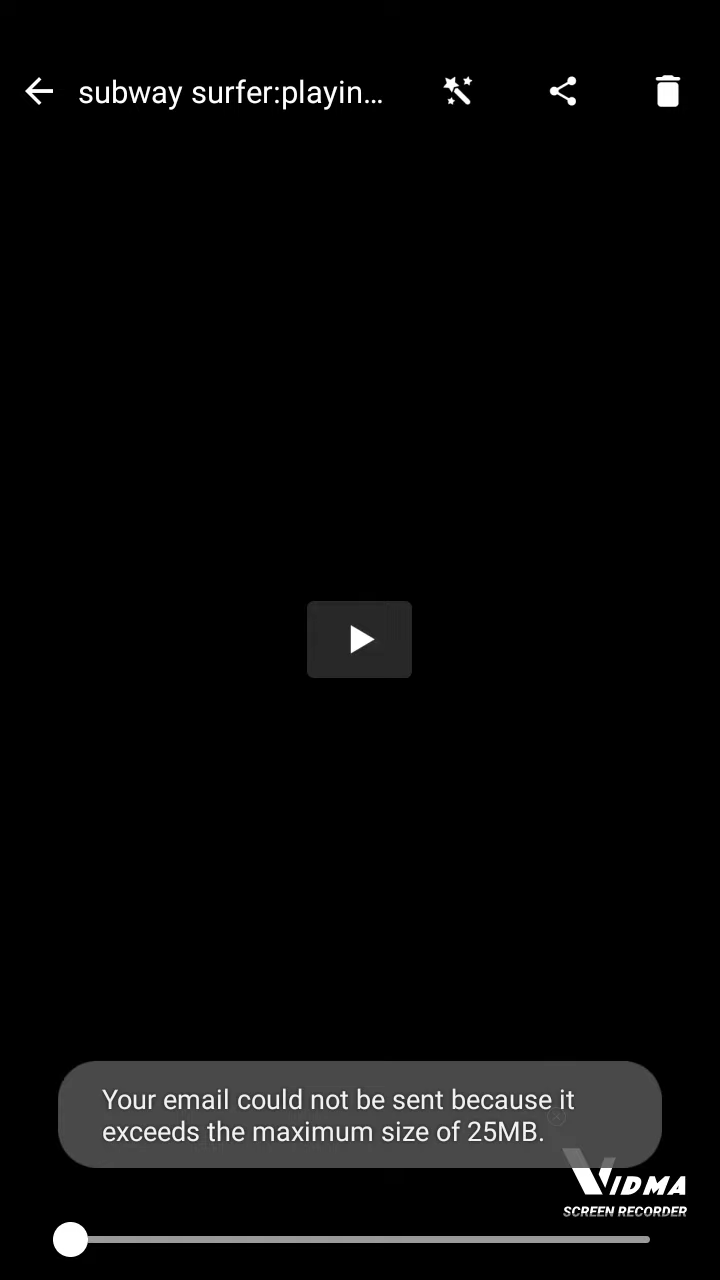 subway surfer:playin...
Your email could not be sent because it
exceeds the maximum size of 25MB.
VIDMA
SCREEN RECORDER